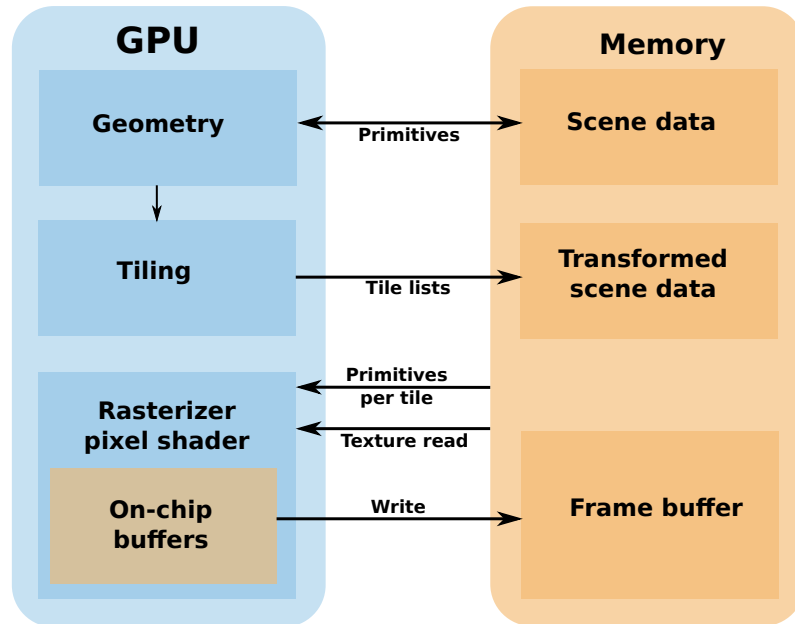 GPU
Memory
Geometry
Primitives
Scene data
Tiling
Tile lists
Transformed
scene data
Primitives
per tile
Rasterizer
pixel shader
Texture read
On-chip
buffers
Write
Frame buffer